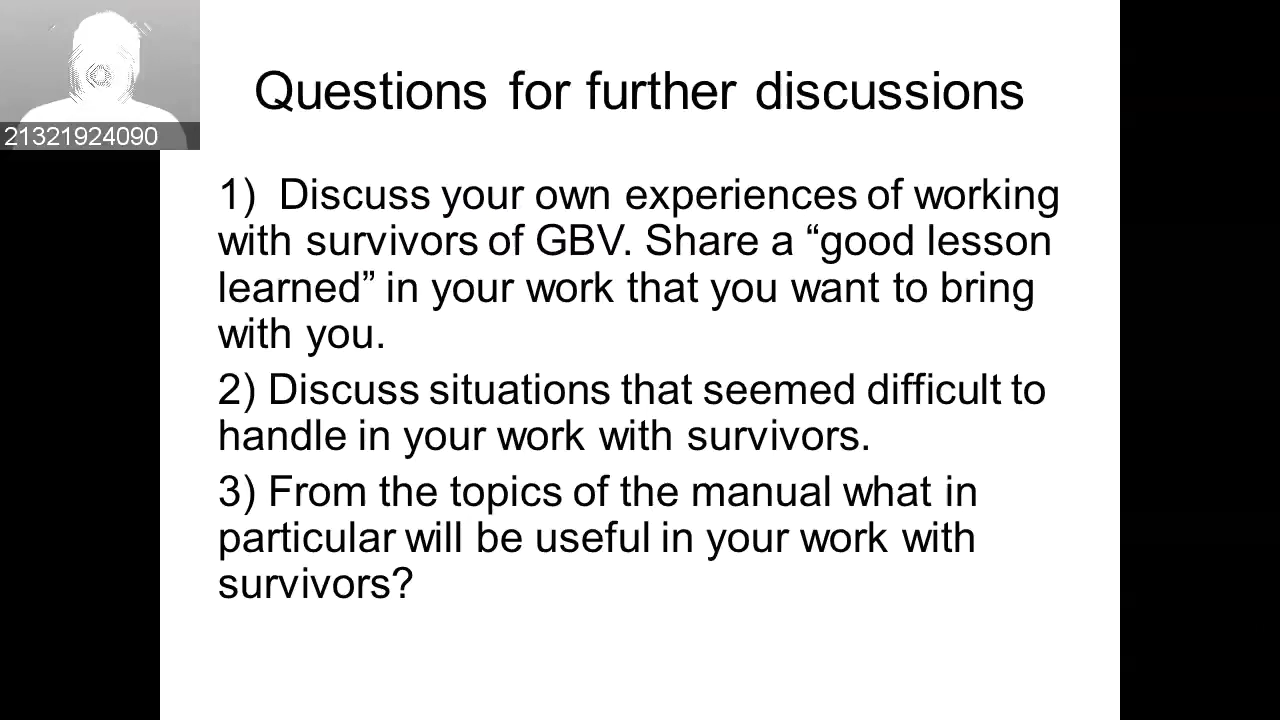 Questions for further discussions
21321924090
1) Discuss your own experiences of working
with survivors of GBV. Share a “good lesson
learned” in your work that you want to bring
with you.
2) Discuss situations that seemed difficult to
handle in your work with survivors.
3) From the topics of the manual what in
particular will be useful in your work with
survivors?